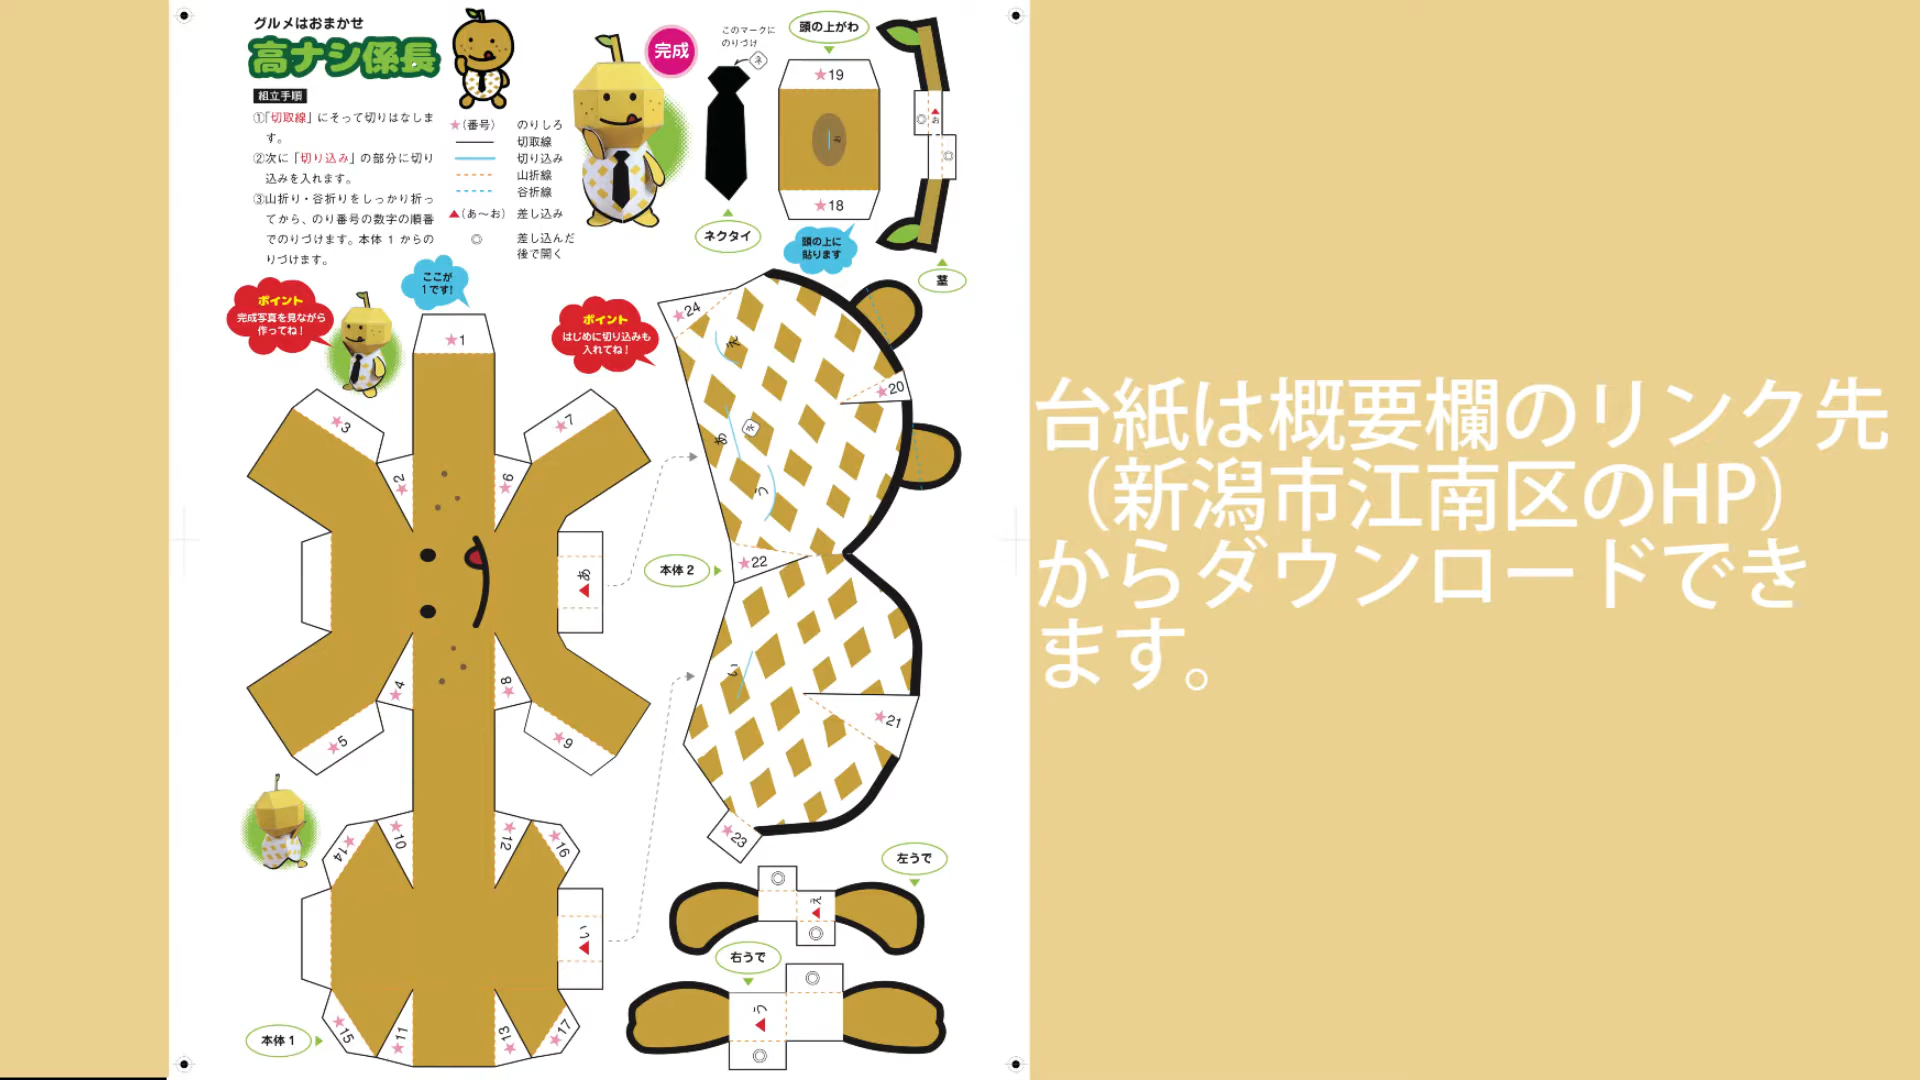 グルメはおまかせ
高ナシ係長
組立手順
①「切取線」にそって切りはなしま
す。
②次に「切り込み」の部分に切り
込みを入れます。
③山折り・谷折りをしっかり折っ
てから、のり番号の数字の順番
でのりづけます。本体 1 からの
りづけます。
★(番号) のりしろ
切取線
切り込み
山折線
谷折線
▲(あ〜お) 差し込み
◎ 差し込んだ
後で開く
完成
このマークに
のりづけ
ネ
ネクタイ
頭の上がわ
★19
お
★18
頭の上に
貼ります
▲お
◎
◎
茎
ポイント
完成写真を見ながら
作ってね!
ここが
1です!
ポイント
はじめに切り込みも
入れてね!
★1
★3
★2
★7
★6
▲あ
★4
★5
★8
★9
★14
★10
★12
★16
▲い
★15
★11
★13
★17
本体 1
★24
え
★20
あ
ネ
う
★22
本体 2
い
★21
★23
左うで
◎
▲え
◎
右うで
◎
▲う
◎
台紙は概要欄のリンク先
(新潟市江南区のHP)
からダウンロードでき
ます。